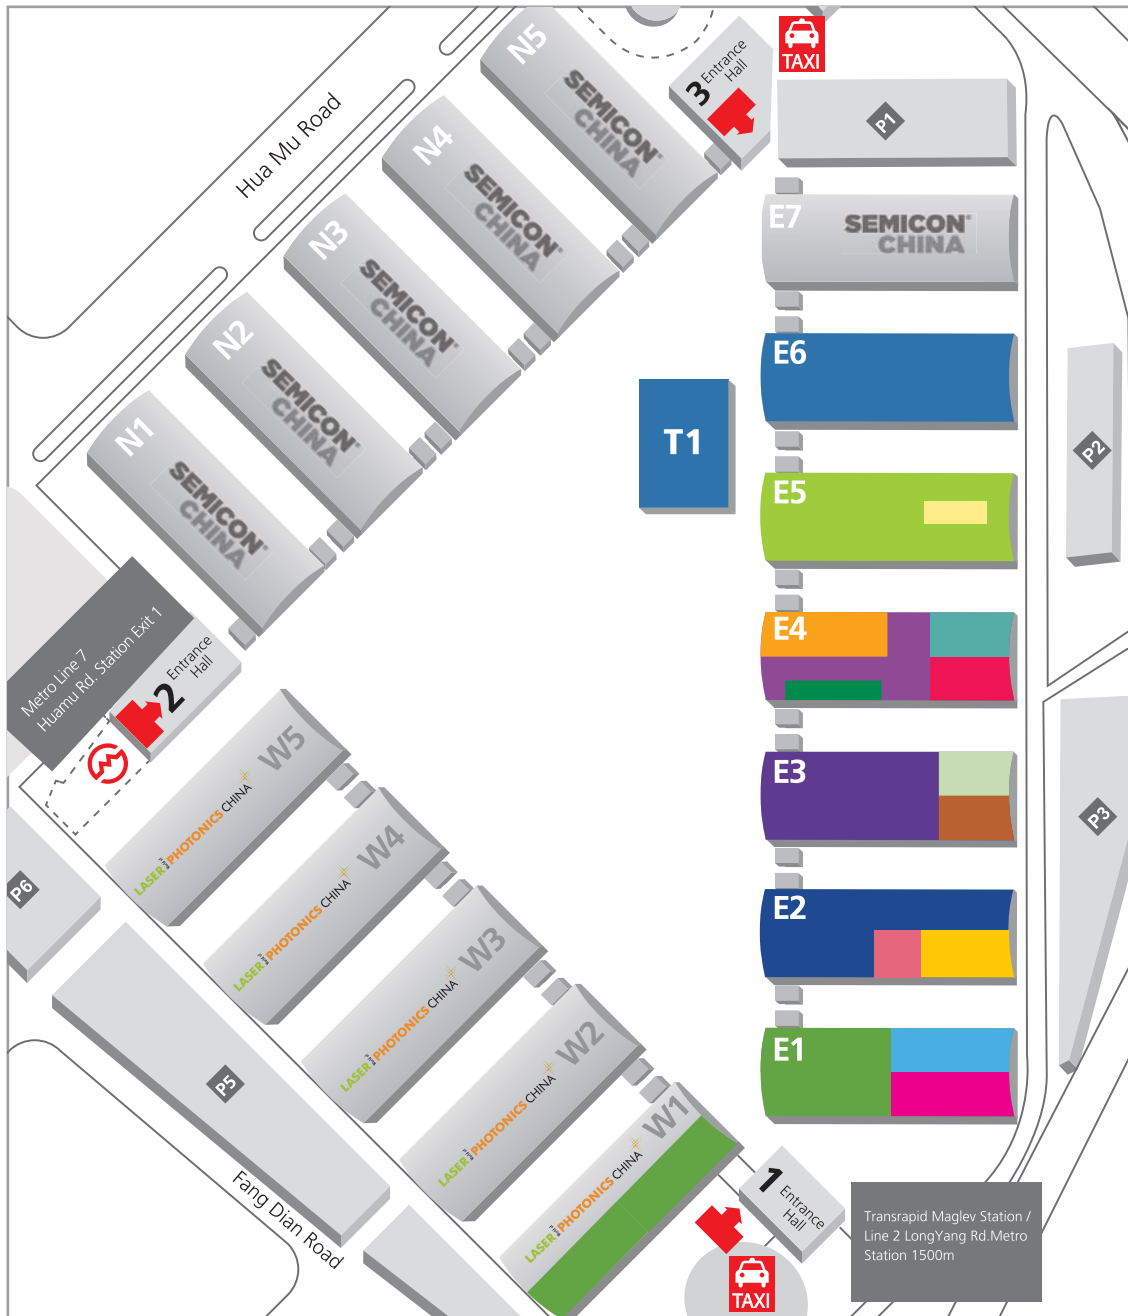 TAXI
3
Entrance
Hall
P1
Hua Mu Road
N5
SEMICON®
CHINA
N4
SEMICON®
CHINA
N3
SEMICON®
CHINA
N2
SEMICON®
CHINA
N1
SEMICON®
CHINA
E7
SEMICON®
CHINA
E6
T1
P2
E5
E4
E3
P3
E2
E1
Metro Line 7
Huamu Rd. Station Exit 1
2
Entrance
Hall
W5
LASER PHOTONICS CHINA
W4
LASER PHOTONICS CHINA
W3
LASER PHOTONICS CHINA
W2
LASER PHOTONICS CHINA
W1
LASER PHOTONICS CHINA
P6
P5
Fang Dian Road
1
Entrance
Hall
TAXI
Transrapid Maglev Station /
Line 2 LongYang Rd.Metro
Station 1500m